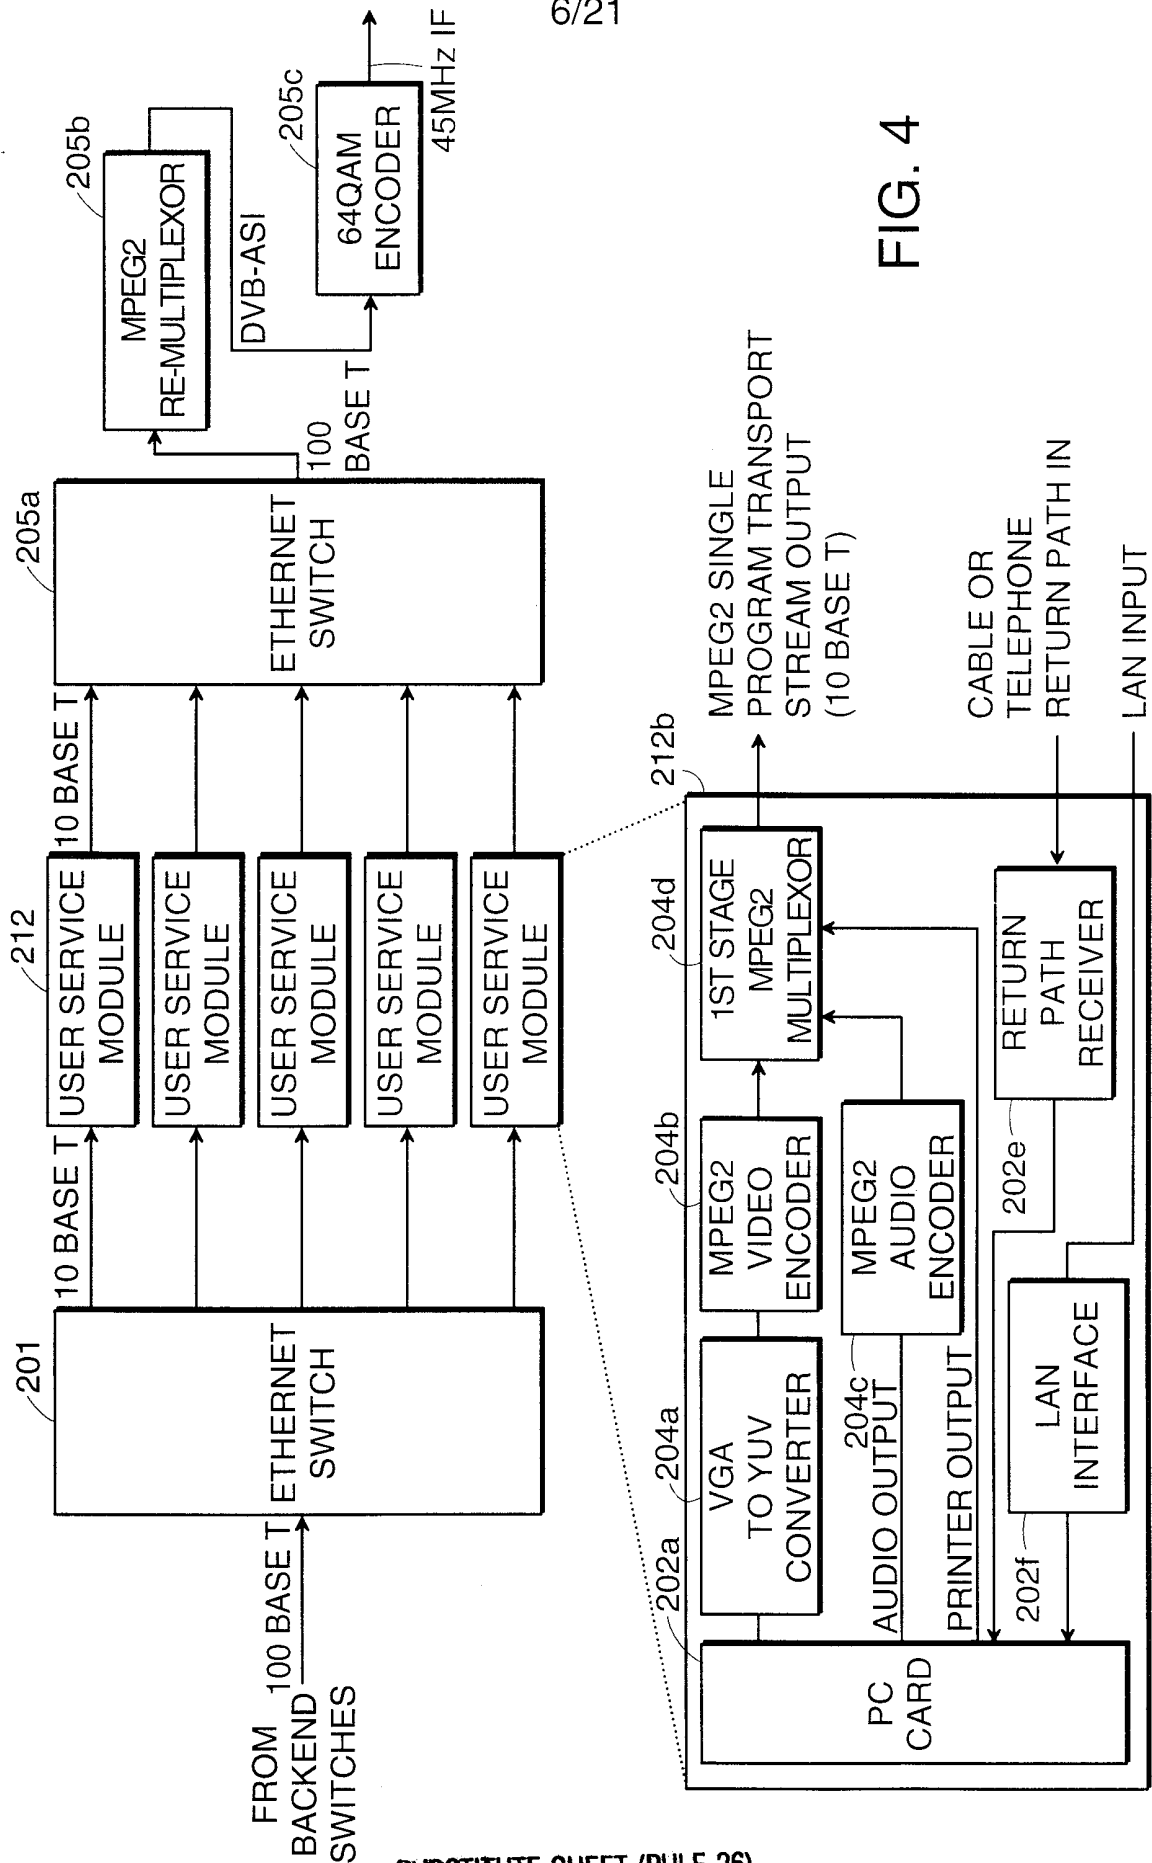 6/21
FROM
BACKEND
SWITCHES
100 BASE T
201
ETHERNET
SWITCH
10 BASE T
212
USER SERVICE
MODULE
USER SERVICE
MODULE
USER SERVICE
MODULE
USER SERVICE
MODULE
USER SERVICE
MODULE
10 BASE T
205a
ETHERNET
SWITCH
100
BASE T
205b
MPEG2
RE-MULTIPLEXOR
DVB-ASI
205c
64QAM
ENCODER
45MHz IF
202a
PC
CARD
204a
VGA
TO YUV
CONVERTER
204b
MPEG2
VIDEO
ENCODER
204d
1ST STAGE
MPEG2
MULTIPLEXOR
212b
MPEG2 SINGLE
PROGRAM TRANSPORT
STREAM OUTPUT
(10 BASE T)
AUDIO OUTPUT
204c
MPEG2
AUDIO
ENCODER
PRINTER OUTPUT
202e
RETURN
PATH
RECEIVER
CABLE OR
TELEPHONE
RETURN PATH IN
202f
LAN
INTERFACE
LAN INPUT
FIG. 4
SUBSTITUTE SHEET (RULE 26)